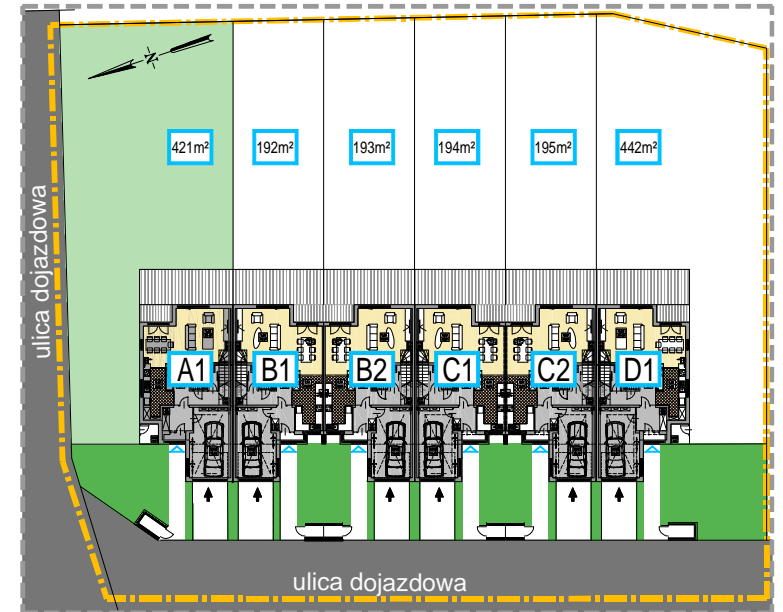 N
421m²
192m²
193m²
194m²
195m²
442m²
ulica dojazdowa
A1
B1
B2
C1
C2
D1
ulica dojazdowa